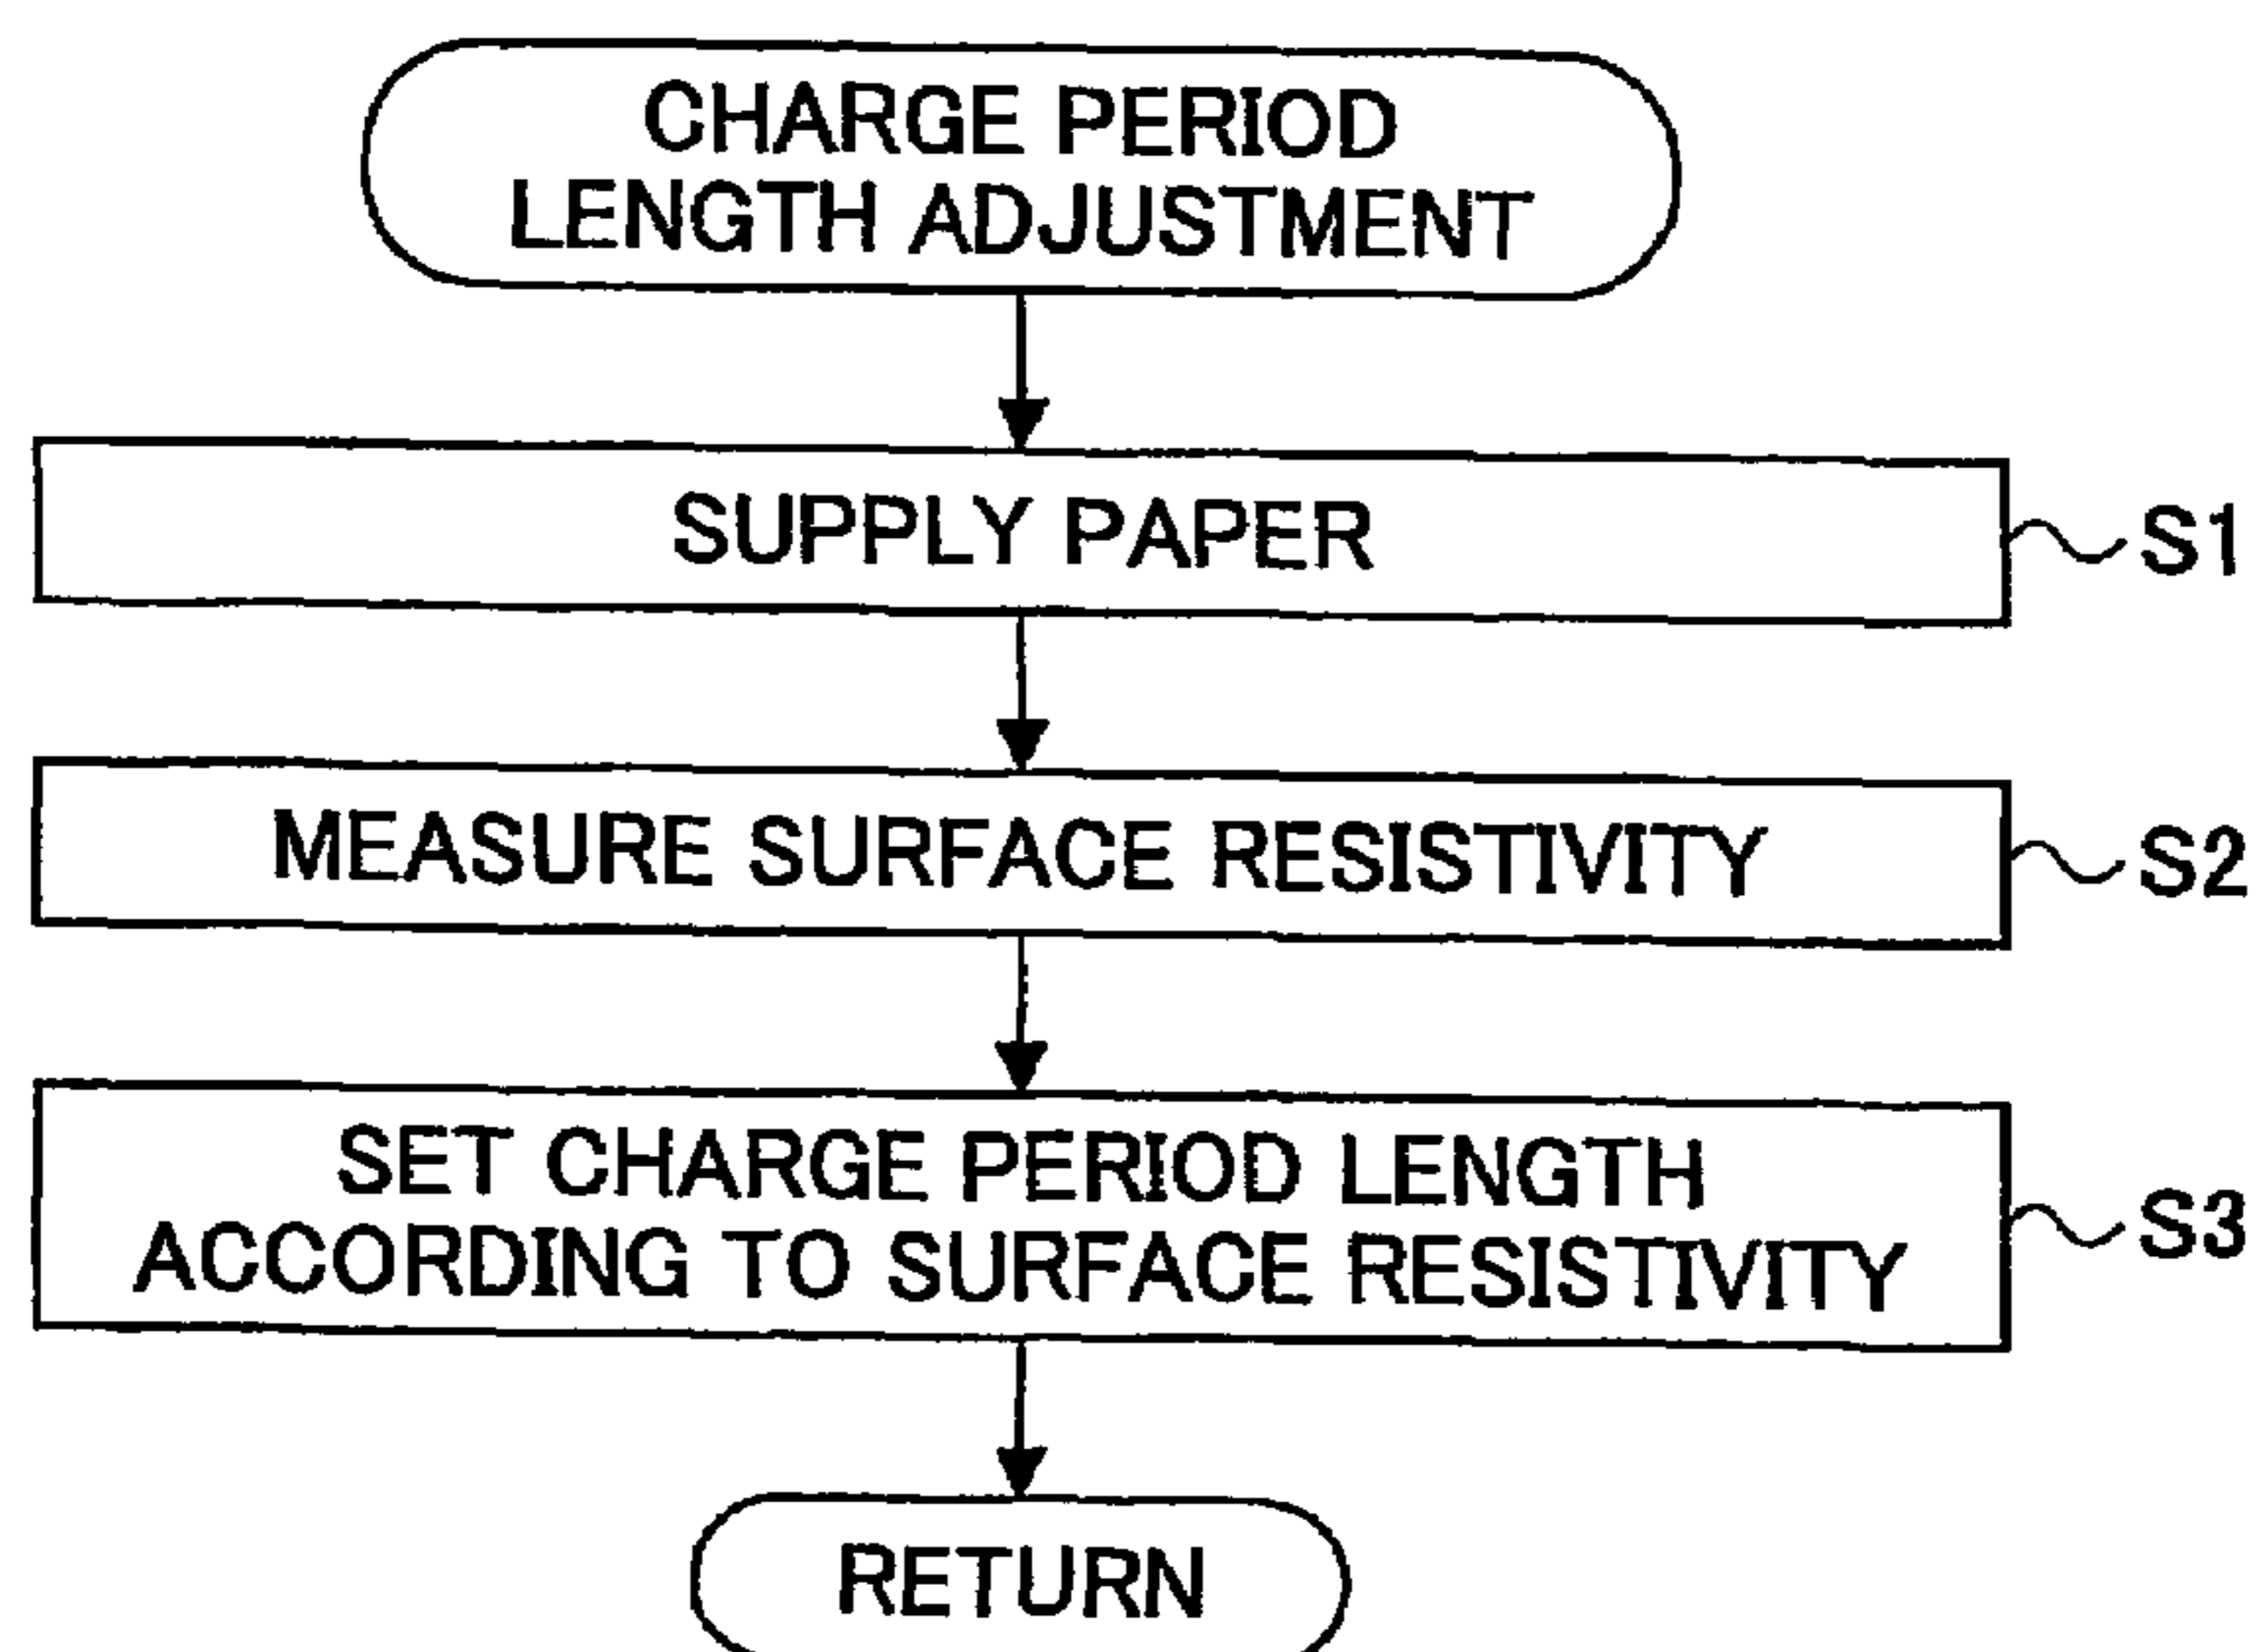 CHARGE PERIOD
LENGTH ADJUSTMENT
SUPPLY PAPER
S1
MEASURE SURFACE RESISTIVITY
S2
SET CHARGE PERIOD LENGTH
ACCORDING TO SURFACE RESISTIVITY
S3
RETURN